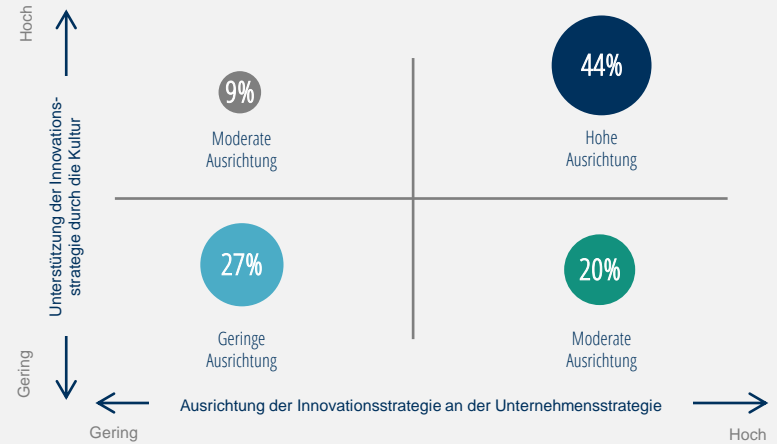 Hoch
Unterstützung der Innovations-
strategie durch die Kultur
Gering
9%
Moderate
Ausrichtung
44%
Hohe
Ausrichtung
27%
Geringe
Ausrichtung
20%
Moderate
Ausrichtung
Ausrichtung der Innovationsstrategie an der Unternehmensstrategie
Gering
Hoch